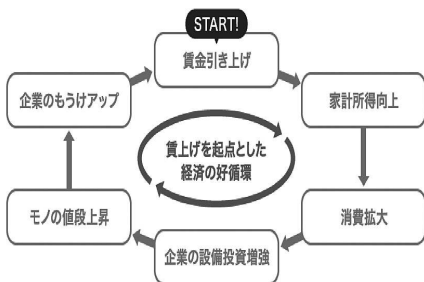 START!
賃金引き上げ
家計所得向上
消費拡大
企業の設備投資増強
モノの値段上昇
企業のもうけアップ
賃上げを起点とした
経済の好循環